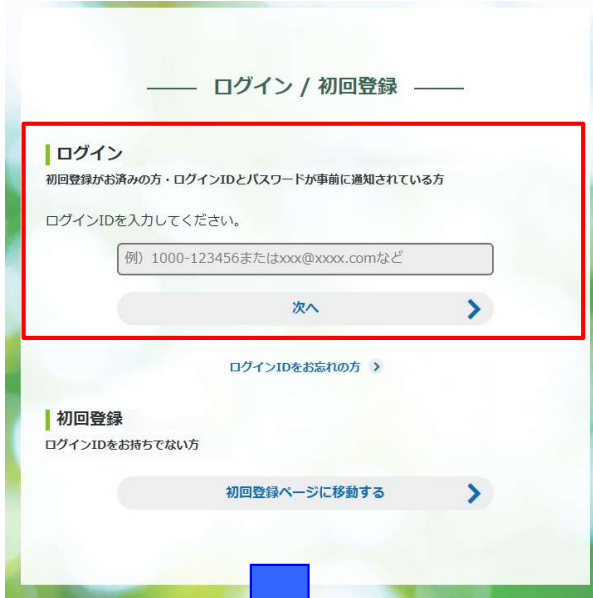 ログイン / 初回登録
ログイン
初回登録がお済みの方・ログインIDとパスワードが事前に通知されている方
ログインIDを入力してください。
例）1000-123456またはxxx@xxxx.comなど
次へ
ログインIDをお忘れの方
初回登録
ログインIDをお持ちでない方
初回登録ページに移動する